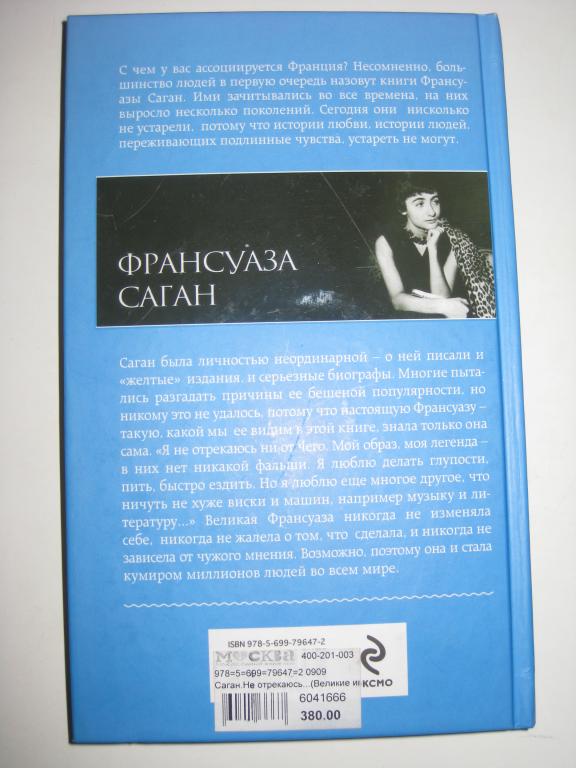 С чем у вас ассоциируется Франция? Несомненно, боль-
шинство людей в первую очередь назовут книги Франсу-
азы Саган. Ими зачитывались во все времена, на них
выросло несколько поколений. Сегодня они нисколько
не устарели, потому что истории любви, истории людей,
переживающих подлинные чувства, устареть не могут.
ФРАНСУАЗА
САГАН
Саган была личностью неординарной – о ней писали и
«желтые» издания, и серьезные биографы. Многие пыта-
лись разгадать причины ее бешеной популярности, но
никому это не удалось, потому что настоящую Франсуазу –
такую, какой мы ее видим в этой книге, знала только она
сама. «Я не отрекаюсь ни от чего. Мой образ, моя легенда –
в них нет никакой фальши. Я люблю делать глупости,
пить, быстро ездить. Но я люблю еще многое другое, что
ничуть не хуже виски и машин, например музыку и ли-
тературу...» Великая Франсуаза никогда не изменяла
себе, никогда не жалела о том, что сделала, и никогда не
зависела от чужого мнения. Возможно, поэтому она и стала
кумиром миллионов людей во всем мире.
ISBN 978-5-699-79647-2
МОСКВА 400-201-003
978=5=699=79647=2 0909
Саган.Не отрекаюсь...(Великие ин
КСМО
6041666
380.00